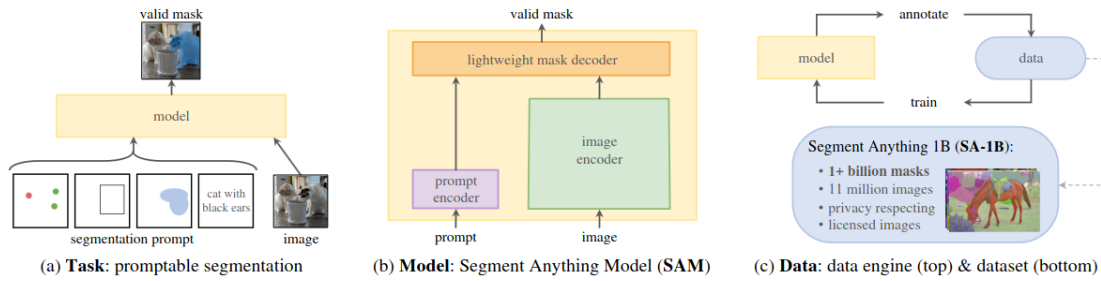 valid mask
model
cat with
black ears
segmentation prompt
image
(a) Task: promptable segmentation
valid mask
lightweight mask decoder
image
encoder
prompt
encoder
prompt
image
(b) Model: Segment Anything Model (SAM)
annotate
model
data
train
Segment Anything 1B (SA-1B):
• 1+ billion masks
• 11 million images
• privacy respecting
• licensed images
(c) Data: data engine (top) & dataset (bottom)